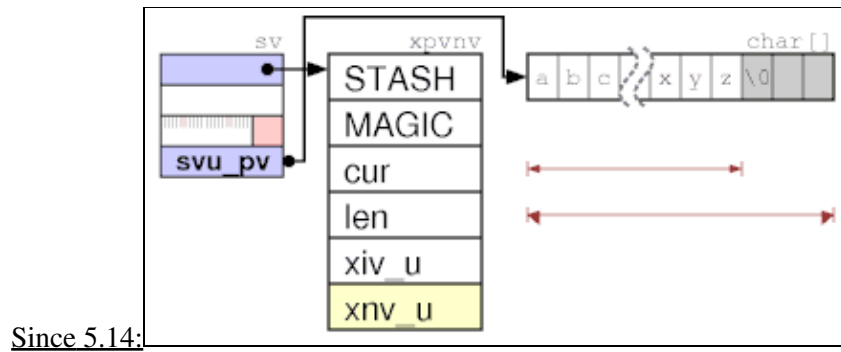 sv xpvnv char[]
STASH a b c x y z \0
MAGIC
svu_pv cur
len
xiv_u
xnv_u
Since 5.14: